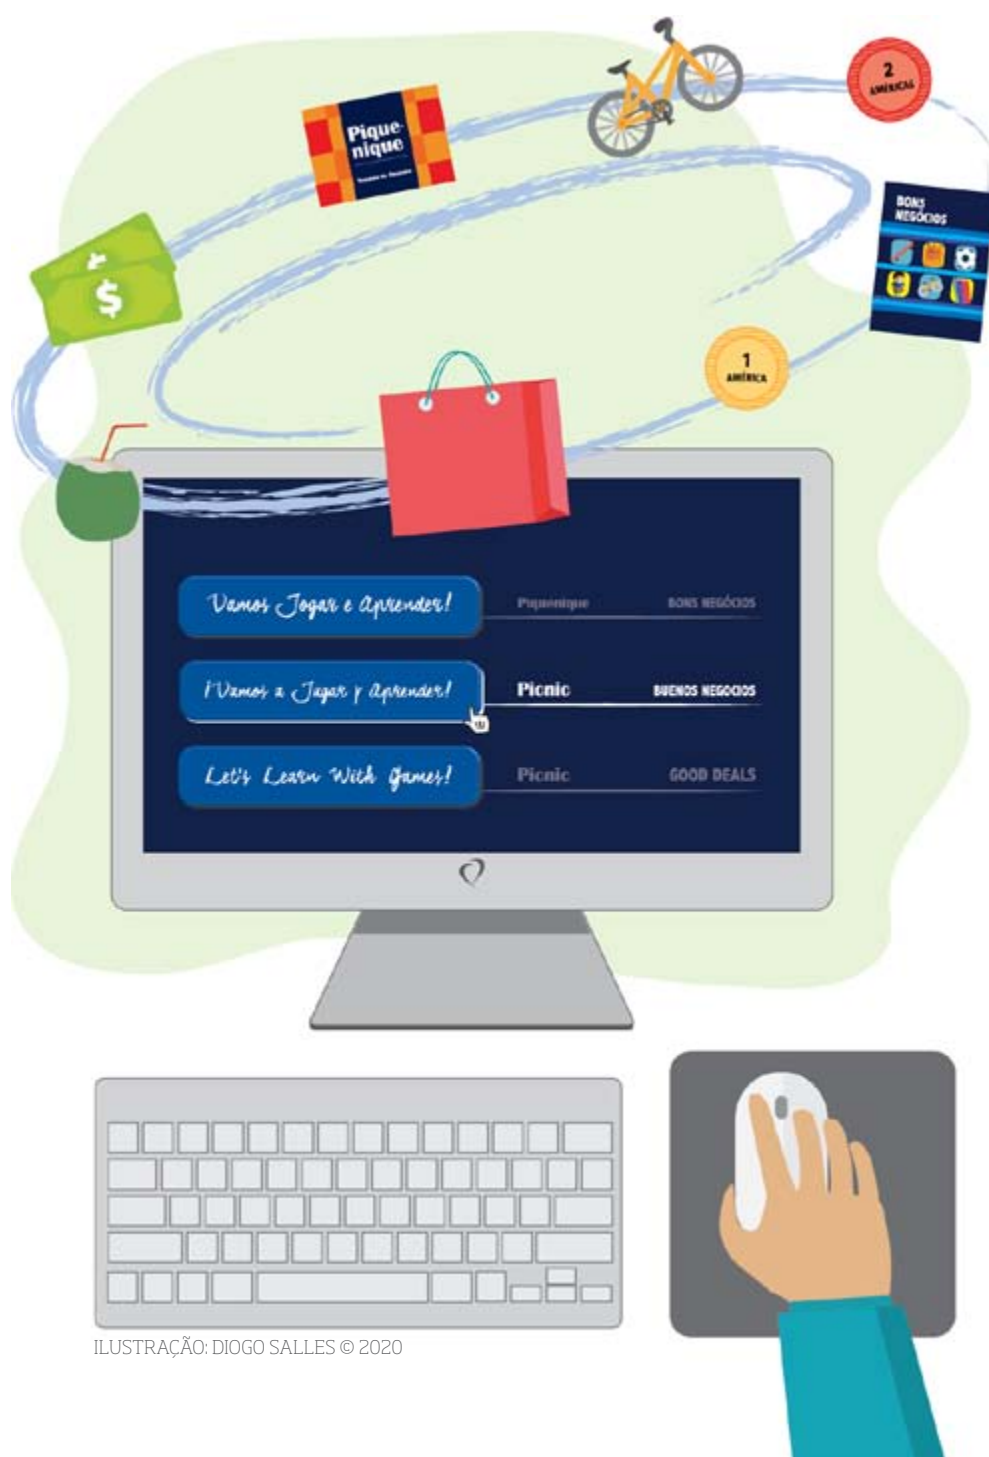 2
AMÉRICAS
Pique-
nique
BONS
NEGÓCIOS
$
1
AMÉRICA
Vamos Jogar e Aprender! Piquenique BONS NEGÓCIOS
¡Vamos a Jugar y Aprender! Picnic BUENOS NEGOCIOS
Let's Learn With Games! Picnic GOOD DEALS
ILUSTRAÇÃO: DIOGO SALLES © 2020